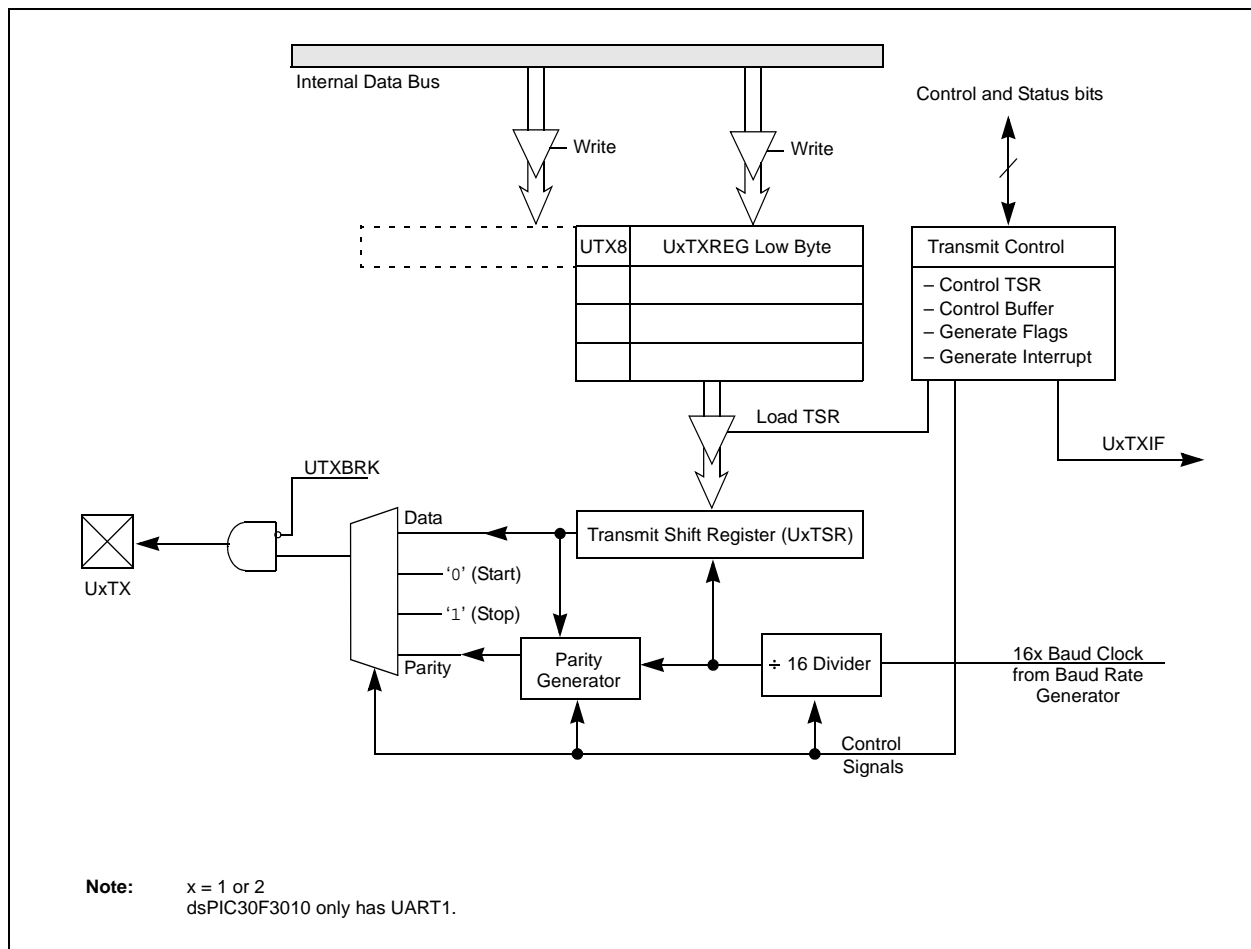 Internal Data Bus
Control and Status bits
Write
Write
UTX8
UxTXREG Low Byte
Transmit Control
– Control TSR
– Control Buffer
– Generate Flags
– Generate Interrupt
Load TSR
UxTXIF
UTXBRK
Data
Transmit Shift Register (UxTSR)
UxTX
‘0’ (Start)
‘1’ (Stop)
Parity
Parity
Generator
÷ 16 Divider
16x Baud Clock
from Baud Rate
Generator
Control
Signals
Note: x = 1 or 2
dsPIC30F3010 only has UART1.